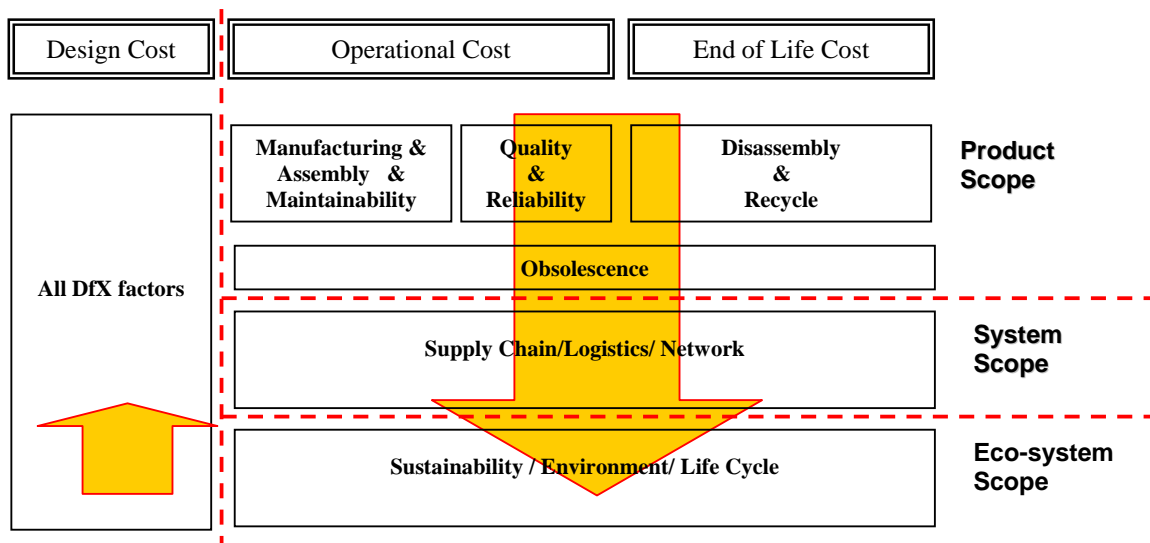 Design Cost
Operational Cost
End of Life Cost
All DfX factors
Manufacturing &
Assembly &
Maintainability
Quality
&
Reliability
Disassembly
&
Recycle
Product
Scope
Obsolescence
Supply Chain/Logistics/ Network
System
Scope
Sustainability / Environment/ Life Cycle
Eco-system
Scope